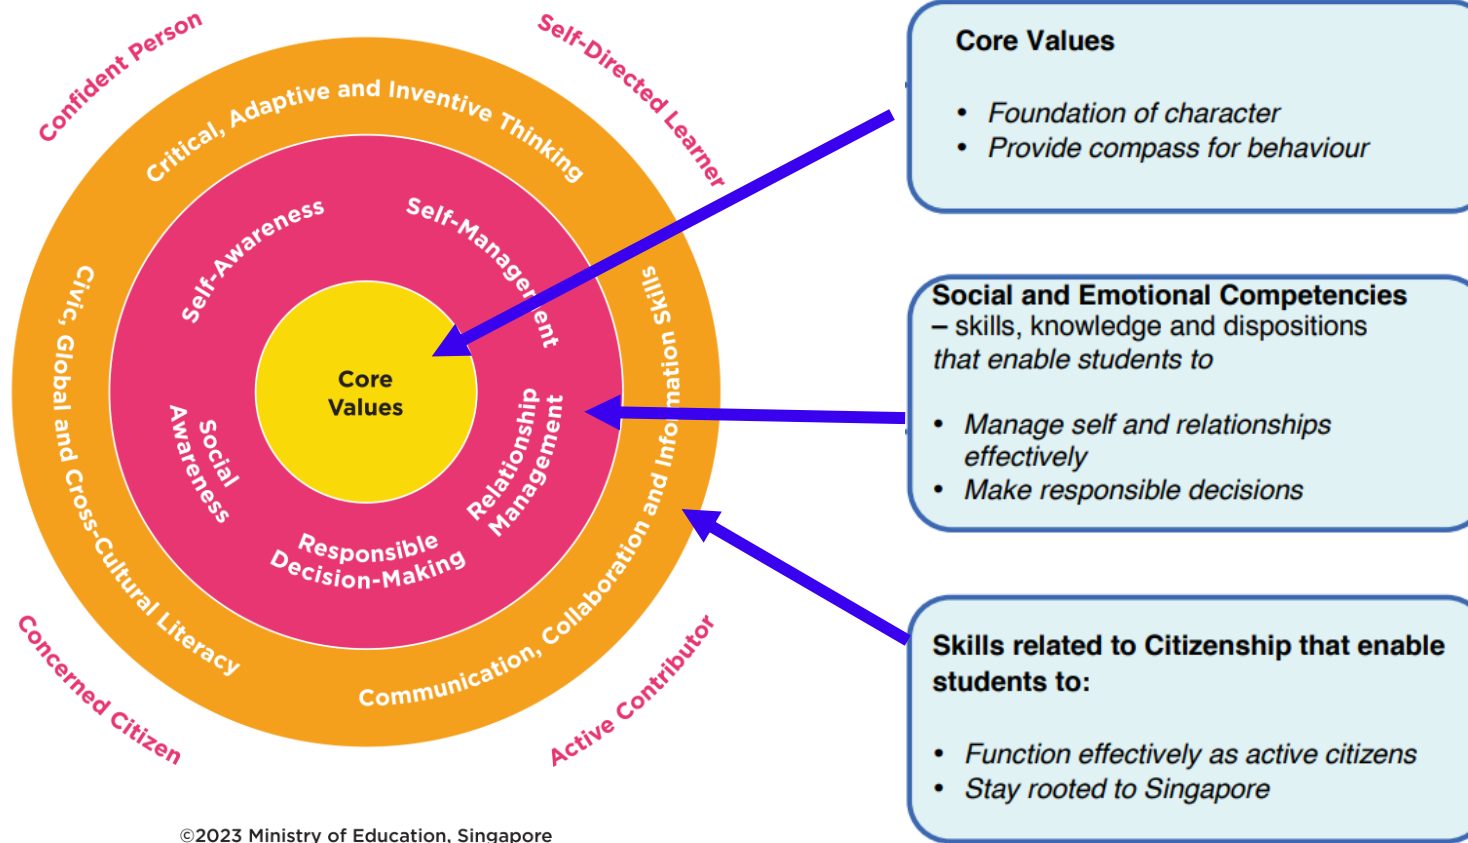 Confident Person
Self-Directed Learner
Critical, Adaptive and Inventive Thinking
Civic, Global and Cross-Cultural Literacy
Communication, Collaboration and Information Skills
Self-Awareness
Self-Management
Social
Awareness
Relationship
Management
Responsible
Decision-Making
Core
Values
Concerned Citizen
Active Contributor
©2023 Ministry of Education, Singapore
Core Values
• Foundation of character
• Provide compass for behaviour
Social and Emotional Competencies
– skills, knowledge and dispositions
that enable students to
• Manage self and relationships
effectively
• Make responsible decisions
Skills related to Citizenship that enable
students to:
• Function effectively as active citizens
• Stay rooted to Singapore